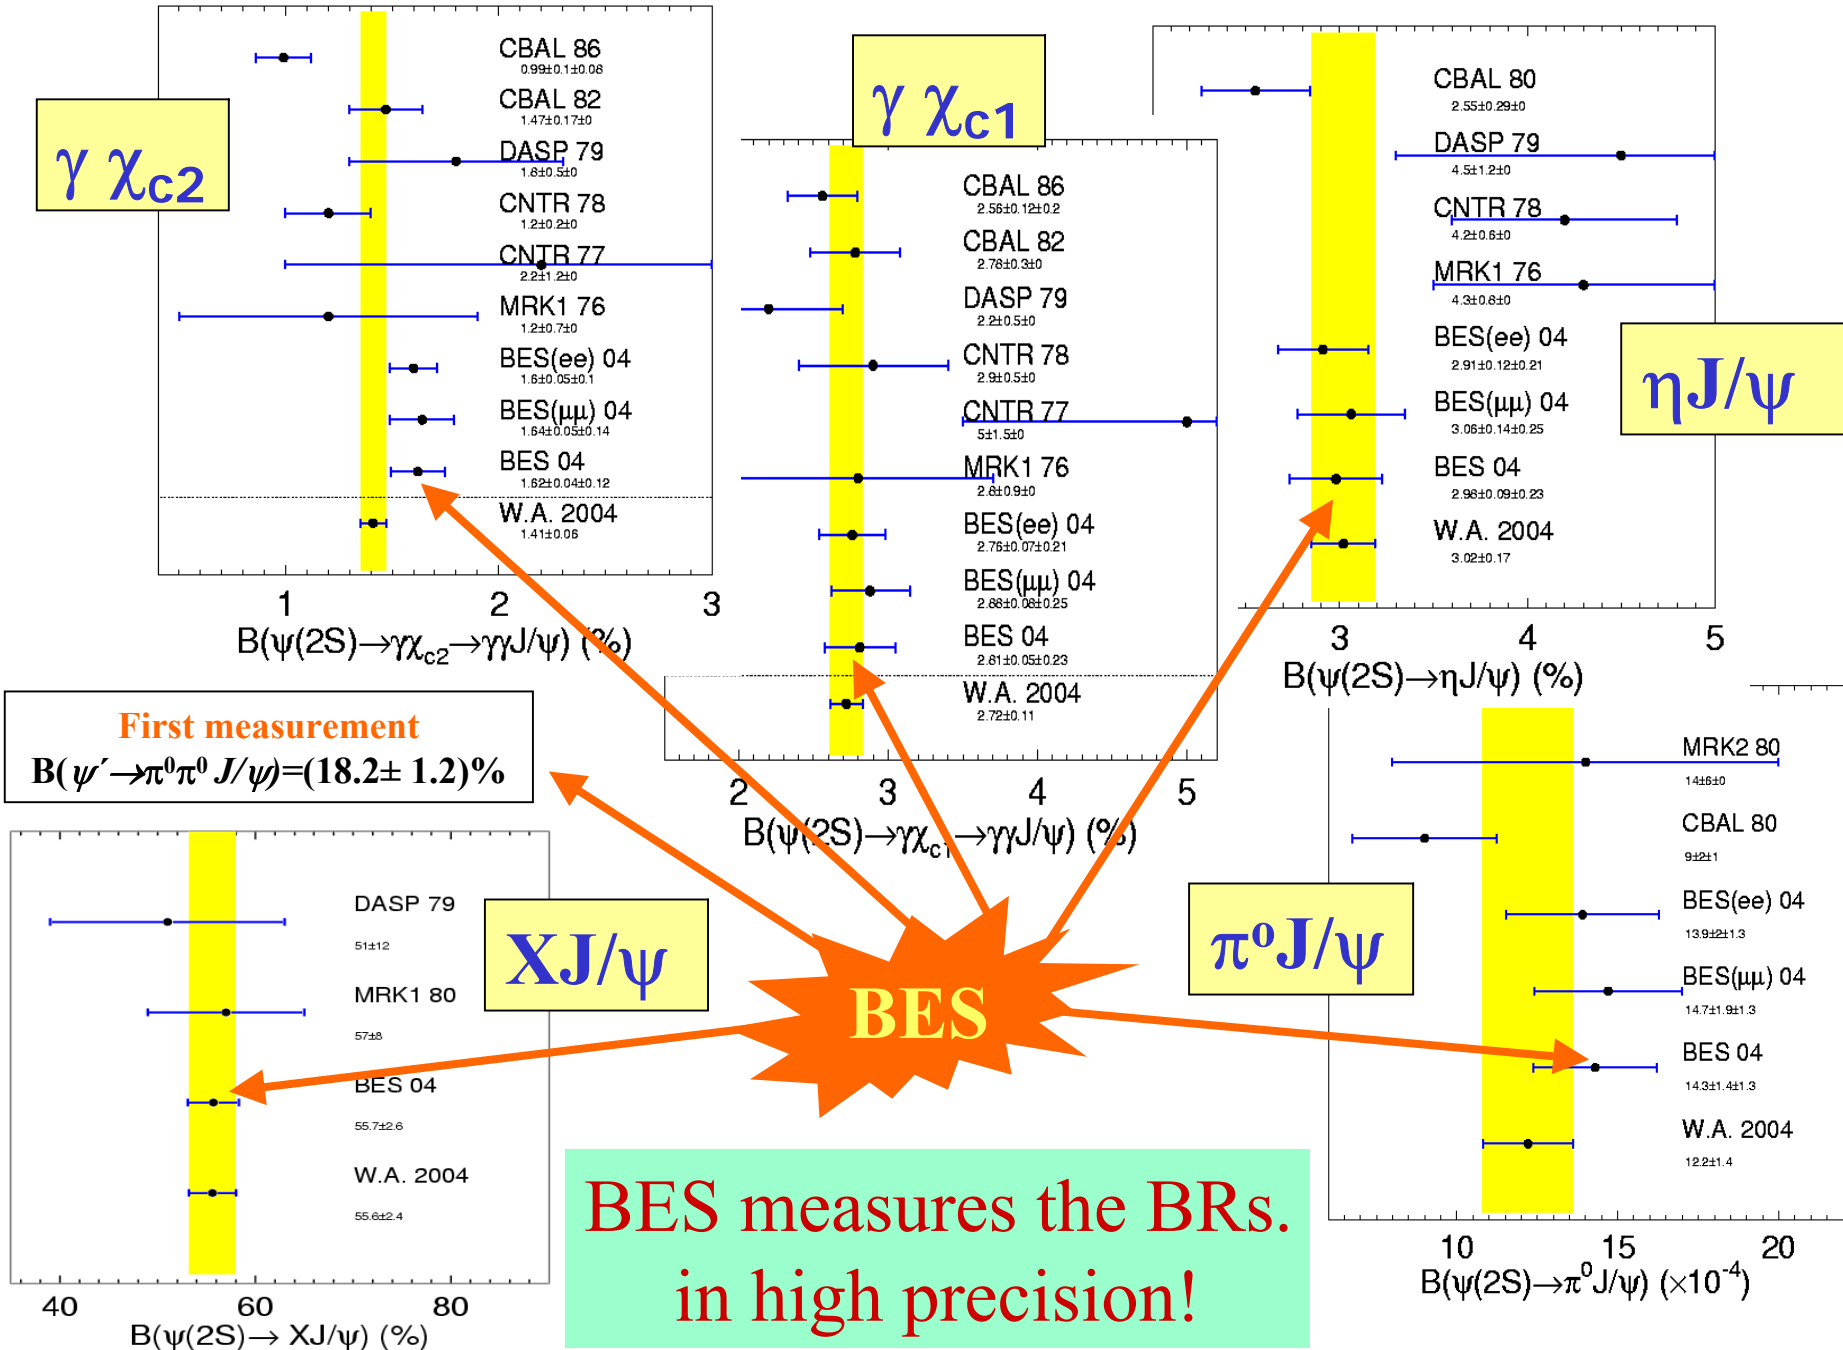 γ χc2
CBAL 86
0.99±0.1±0.08
CBAL 82
1.47±0.17±0
DASP 79
1.8±0.5±0
CNTR 78
1.2±0.2±0
CNTR 77
2.2±1.2±0
MRK1 76
1.2±0.7±0
BES(ee) 04
1.6±0.05±0.1
BES(μμ) 04
1.64±0.05±0.14
BES 04
1.62±0.04±0.12
W.A. 2004
1.41±0.06
1 2 3
B(ψ(2S)→γχc2→γγJ/ψ) (%)
γ χc1
CBAL 86
2.56±0.12±0.2
CBAL 82
2.78±0.3±0
DASP 79
2.2±0.5±0
CNTR 78
2.9±0.5±0
CNTR 77
5±1.5±0
MRK1 76
2.8±0.9±0
BES(ee) 04
2.76±0.07±0.21
BES(μμ) 04
2.88±0.06±0.25
BES 04
2.81±0.05±0.23
W.A. 2004
2.72±0.11
2 3 4 5
B(ψ(2S)→γχc1→γγJ/ψ) (%)
ηJ/ψ
CBAL 80
2.55±0.29±0
DASP 79
4.5±1.2±0
CNTR 78
4.2±0.6±0
MRK1 76
4.3±0.8±0
BES(ee) 04
2.91±0.12±0.21
BES(μμ) 04
3.06±0.14±0.25
BES 04
2.98±0.09±0.23
W.A. 2004
3.02±0.17
3 4 5
B(ψ(2S)→ηJ/ψ) (%)
First measurement
B(ψ′→π⁰π⁰ J/ψ)=(18.2± 1.2)%
XJ/ψ
DASP 79
51±12
MRK1 80
57±8
BES 04
55.7±2.6
W.A. 2004
55.6±2.4
40 60 80
B(ψ(2S)→ XJ/ψ) (%)
BES
π⁰J/ψ
MRK2 80
14±6±0
CBAL 80
9±2±1
BES(ee) 04
13.9±2±1.3
BES(μμ) 04
14.7±1.9±1.3
BES 04
14.3±1.4±1.3
W.A. 2004
12.2±1.4
10 15 20
B(ψ(2S)→π⁰J/ψ) (×10⁻⁴)
BES measures the BRs.
in high precision!